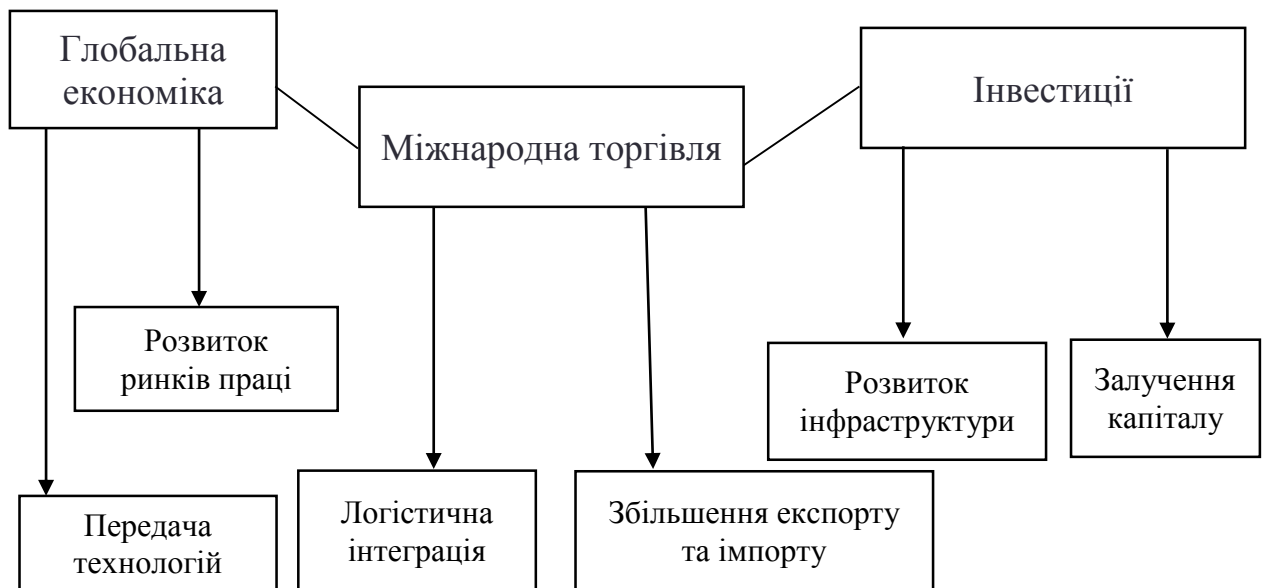 Глобальна
економіка
Міжнародна торгівля
Інвестиції
Розвиток
ринків праці
Розвиток
інфраструктури
Залучення
капіталу
Передача
технологій
Логістична
інтеграція
Збільшення експорту
та імпорту